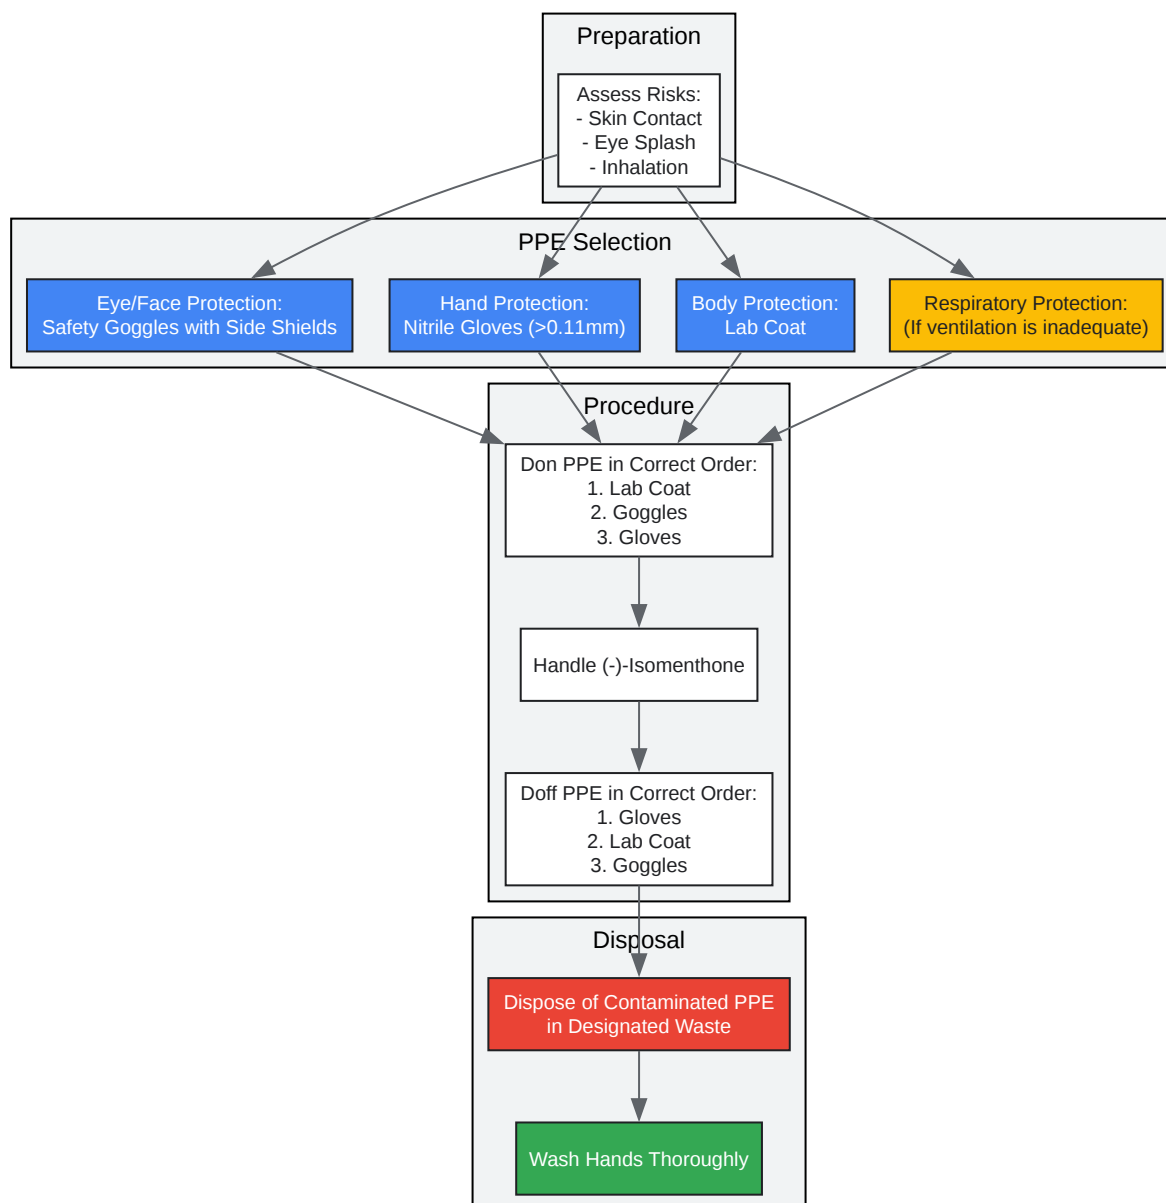 Preparation
Assess Risks:
- Skin Contact
- Eye Splash
- Inhalation
PPE Selection
Eye/Face Protection:
Safety Goggles with Side Shields
Hand Protection:
Nitrile Gloves (>0.11mm)
Body Protection:
Lab Coat
Respiratory Protection:
(If ventilation is inadequate)
Procedure
Don PPE in Correct Order:
1. Lab Coat
2. Goggles
3. Gloves
Handle (-)-Isomenthone
Doff PPE in Correct Order:
1. Gloves
2. Lab Coat
3. Goggles
Disposal
Dispose of Contaminated PPE
in Designated Waste
Wash Hands Thoroughly